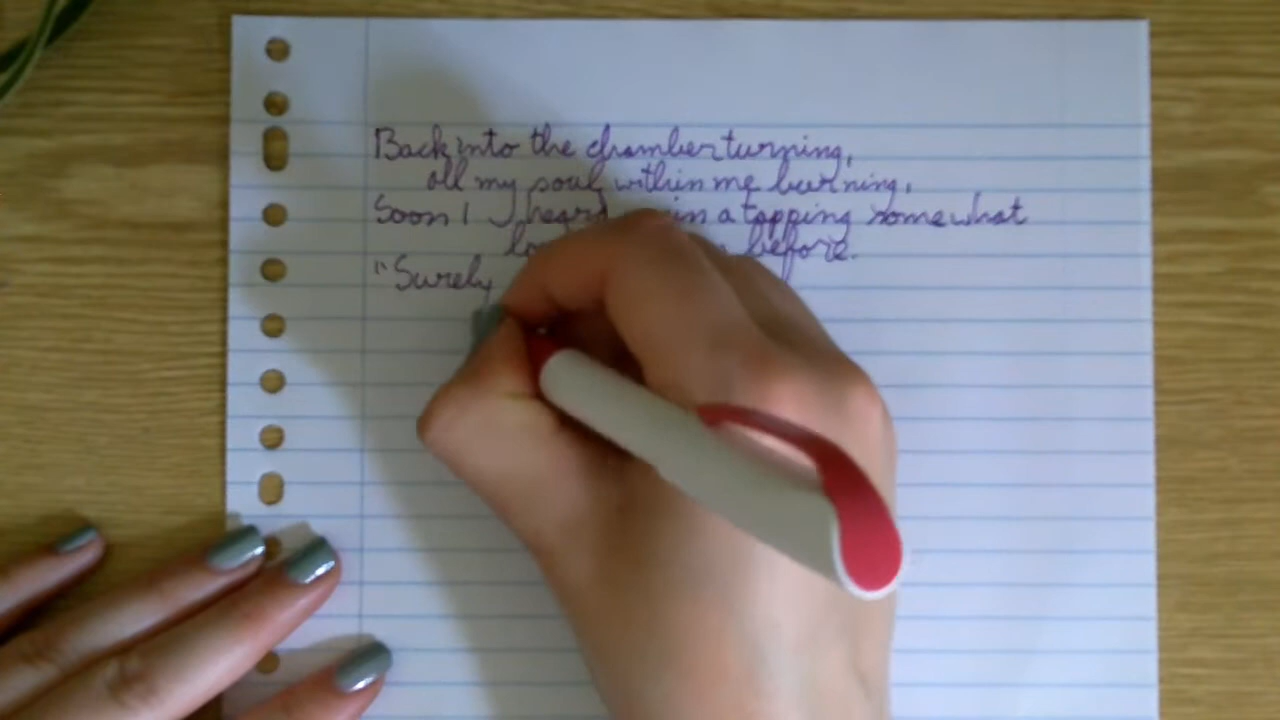 Back into the chamber turning,
all my soul within me burning,
Soon I heard a tapping somewhat
before.
"Surely